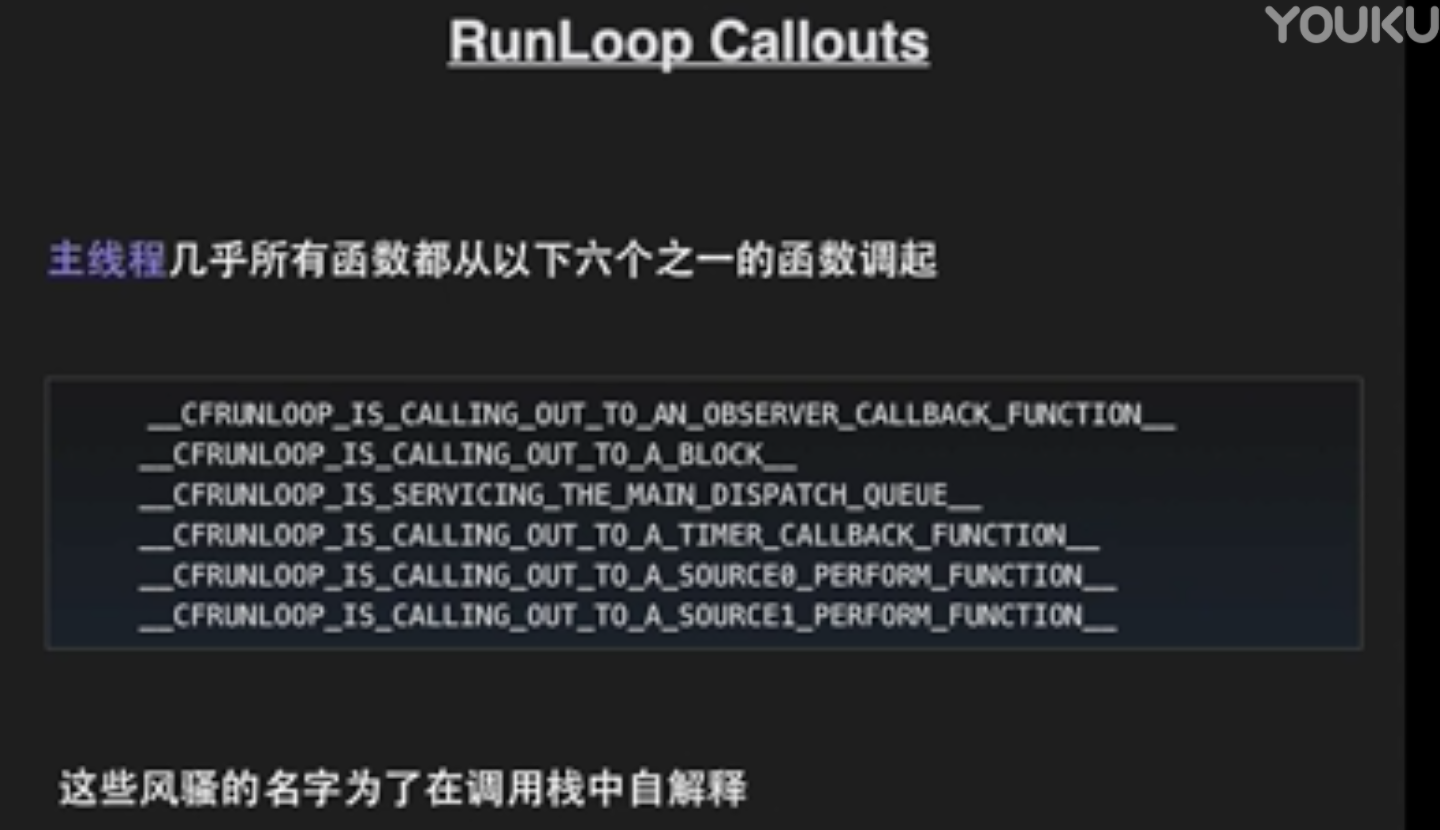 YOUKU
RunLoop Callouts
主线程几乎所有函数都从以下六个之一的函数调起
__CFRUNLOOP_IS_CALLING_OUT_TO_AN_OBSERVER_CALLBACK_FUNCTION__
__CFRUNLOOP_IS_CALLING_OUT_TO_A_BLOCK__
__CFRUNLOOP_IS_SERVICING_THE_MAIN_DISPATCH_QUEUE__
__CFRUNLOOP_IS_CALLING_OUT_TO_A_TIMER_CALLBACK_FUNCTION__
__CFRUNLOOP_IS_CALLING_OUT_TO_A_SOURCE0_PERFORM_FUNCTION__
__CFRUNLOOP_IS_CALLING_OUT_TO_A_SOURCE1_PERFORM_FUNCTION__
这些风骚的名字为了在调用栈中自解释